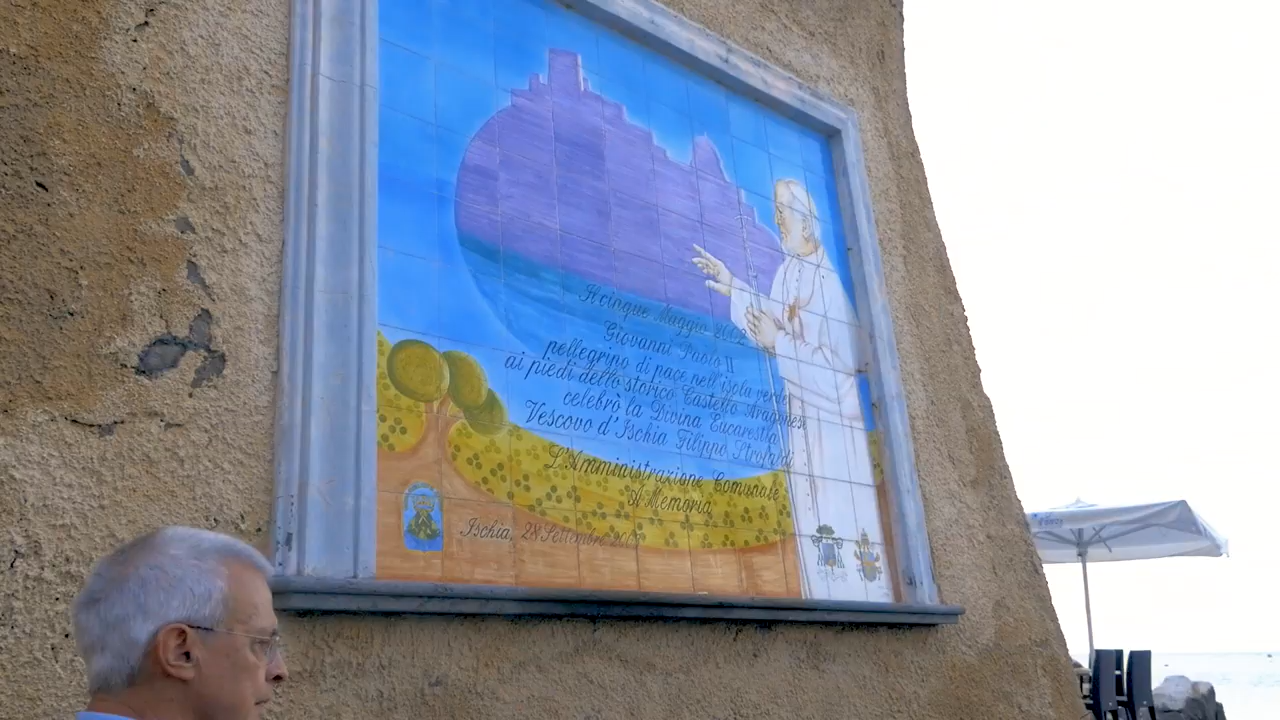 Il cinque Maggio 2002
Giovanni Paolo II
pellegrino di pace nell'isola verde
ai piedi dello storico Castello Aragonese
celebrò la Divina Eucarestia
Vescovo d'Ischia Filippo Strofaldi
L'Amministrazione Comunale
A Memoria
Ischia, 28 Settembre